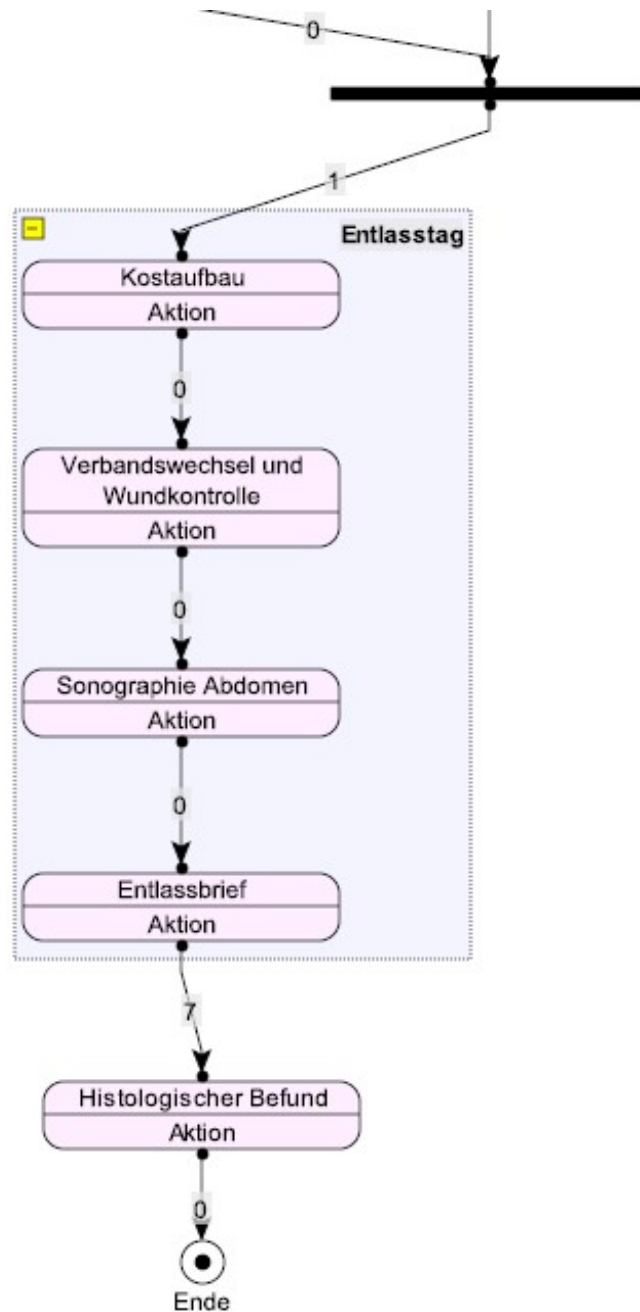 0
1
Entlasstag
Kostaufbau
Aktion
0
Verbandswechsel und
Wundkontrolle
Aktion
0
Sonographie Abdomen
Aktion
0
Entlassbrief
Aktion
7
Histologischer Befund
Aktion
0
Ende